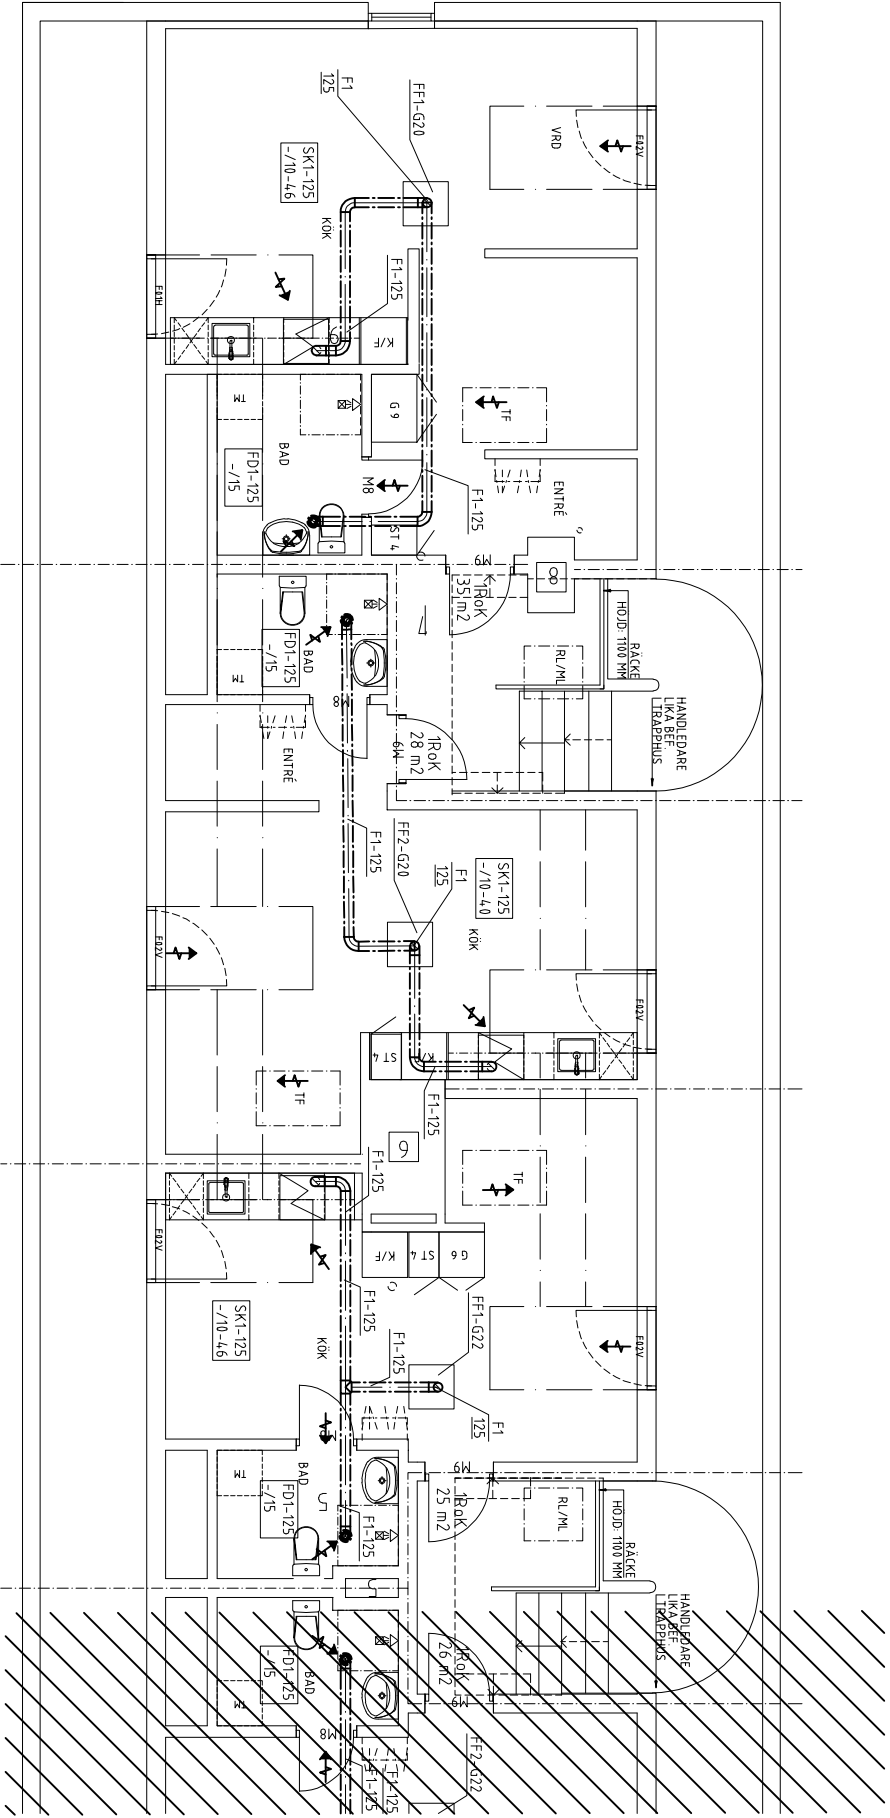 F1
125
FF1-G20
VRD
F02V
SK1-125
-/10-46
KÖK
F01H
F1-125
K/F
TM
G 9
TF
BAD
FD1-125
-/15
M8
F1-125
ENTRÉ
ST 4
M9
1RoK
35 m2
RÄCKE
HÖJD: 1100 MM
RL/ML
FD1-125
-/15
BAD
TM
M8
HANDLEDARE
LIKA BEF.
I TRAPPHUS
1RoK
28 m2
M9
ENTRÉ
F1-125
FF2-G20
F1
125
SK1-125
-/10-40
KÖK
F02V
F02V
ST 4
K/F
TF
F1-125
F1-125
TF
F02V
K/F
ST 4
G 6
SK1-125
-/10-46
KÖK
F1-125
F1-125
FF1-G22
F1
125
F02V
M9
TM
BAD
FD1-125
-/15
F1-125
1RoK
25 m2
RL/ML
RÄCKE
HÖJD: 1100 MM
HANDLEDARE
LIKA BEF.
I TRAPPHUS
1RoK
26 m2
M9
FD1-125
-/15
BAD
TM
M8
F1-125
F1-125
FF2-G22